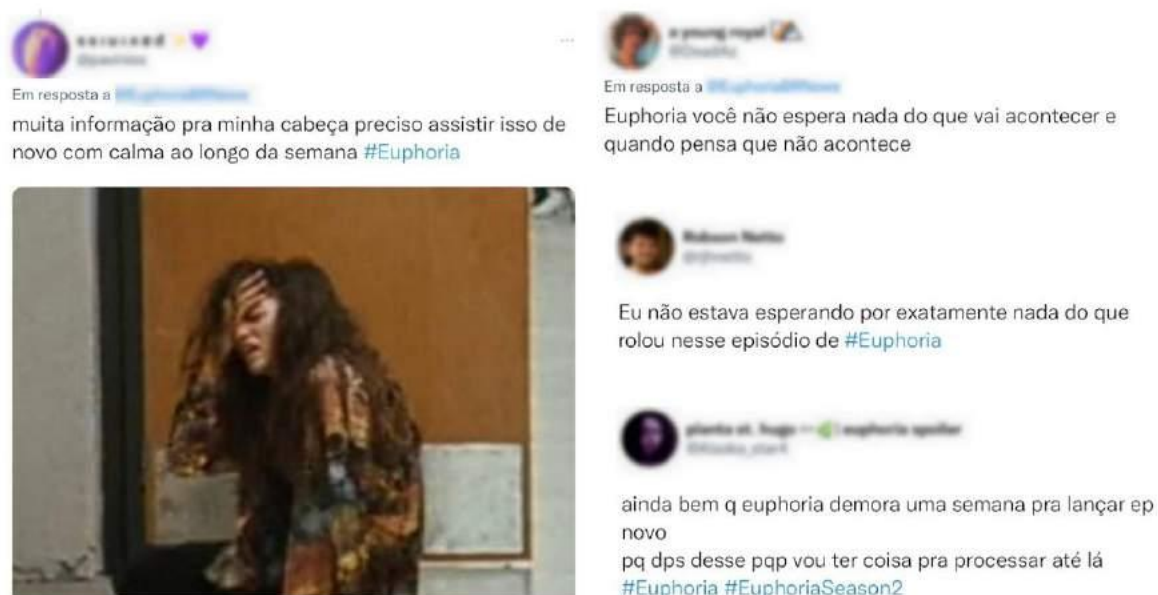 Em resposta a
muita informação pra minha cabeça preciso assistir isso de
novo com calma ao longo da semana #Euphoria
Em resposta a
Euphoria você não espera nada do que vai acontecer e
quando pensa que não acontece
Eu não estava esperando por exatamente nada do que
rolou nesse episódio de #Euphoria
ainda bem q euphoria demora uma semana pra lançar ep
novo
pq dps desse pqp vou ter coisa pra processar até lá
#Euphoria #EuphoriaSeason2